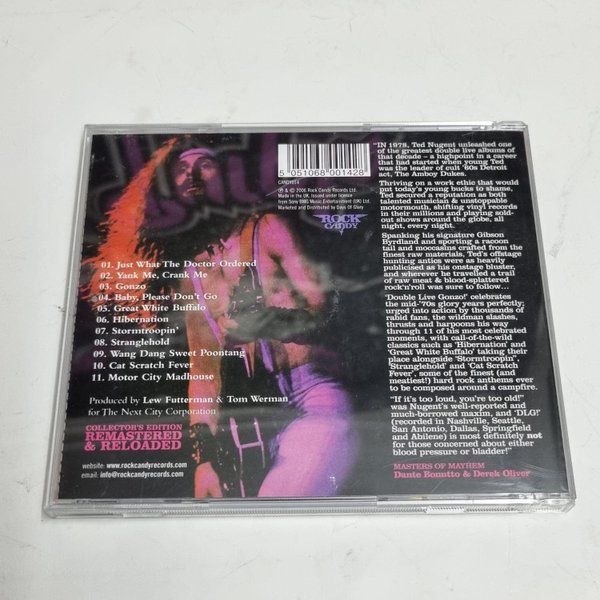 5 051068 001428
CANDY014
℗ & © 2006 Rock Candy Records Ltd.
Made in the UK. Issued under licence
from Sony BMG Music Entertainment (UK) Ltd.
Marketed and Distributed by Days Of Glory
ROCK
CANDY
01. Just What The Doctor Ordered
02. Yank Me, Crank Me
03. Gonzo
04. Baby, Please Don't Go
05. Great White Buffalo
06. Hibernation
07. Stormtroopin'
08. Stranglehold
09. Wang Dang Sweet Poontang
10. Cat Scratch Fever
11. Motor City Madhouse
Produced by Lew Futterman & Tom Werman
for The Next City Corporation
COLLECTOR'S EDITION
REMASTERED
& RELOADED
website: www.rockcandyrecords.com
email: info@rockcandyrecords.com
"IN 1978, Ted Nugent unleashed one
of the greatest double live albums of
that decade – a highpoint in a career
that had started when young Ted
was the leader of cult '60s Detroit
act, The Amboy Dukes.
Thriving on a work ethic that would
put today's young bucks to shame,
Ted secured a reputation as both
talented musician & unstoppable
motormouth, shifting vinyl records
in their millions and playing sold-
out shows around the globe, all
night, every night.
Spanking his signature Gibson
Byrdland and sporting a racoon
tail and moccasins crafted from the
finest raw materials, Ted's offstage
hunting antics were as heavily
publicised as his onstage bluster,
and wherever he travelled a trail
of raw meat & blood-splattered
rock'n'roll was sure to follow...
'Double Live Gonzo!' celebrates
the mid-'70s glory years perfectly;
urged into action by thousands of
rabid fans, the wildman slashes,
thrusts and harpoons his way
through 11 of his most celebrated
moments, with call-of-the-wild
classics such as 'Hibernation' and
'Great White Buffalo' taking their
place alongside 'Stormtroopin'',
'Stranglehold' and 'Cat Scratch
Fever', some of the finest (and
meatiest!) hard rock anthems ever
to be composed around a campfire.
"If it's too loud, you're too old!"
was Nugent's well-reported and
much-borrowed maxim, and 'DLG!'
(recorded in Nashville, Seattle,
San Antonio, Dallas, Springfield
and Abilene) is most definitely not
for those concerned about either
blood pressure or bladder!"
MASTERS OF MAYHEM
Dante Bonutto & Derek Oliver